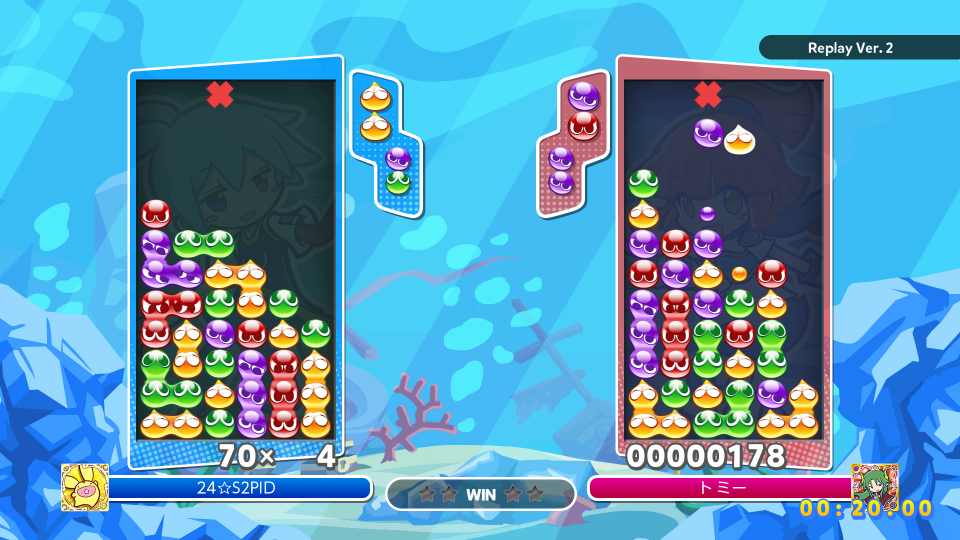 Replay Ver. 2
70× 4
00000178
24☆S2PID
WIN
トミー
00:20:00